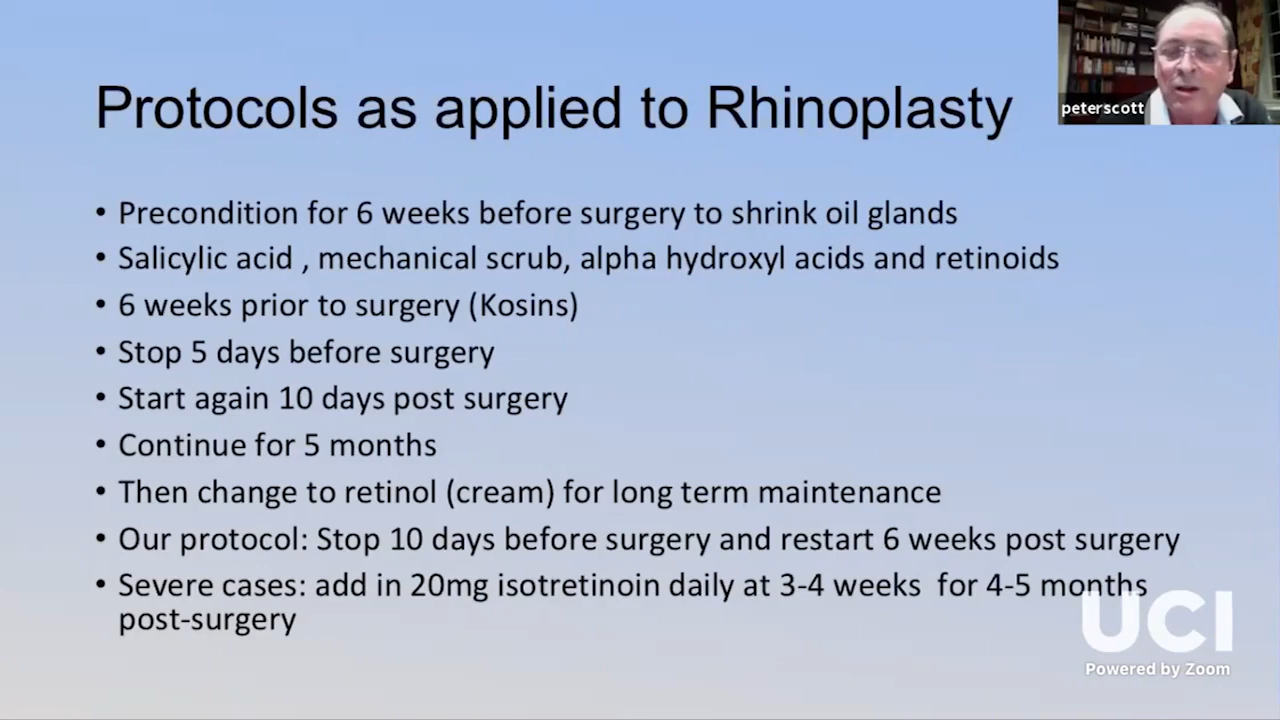 Protocols as applied to Rhinoplasty
peterscott
• Precondition for 6 weeks before surgery to shrink oil glands
• Salicylic acid , mechanical scrub, alpha hydroxyl acids and retinoids
• 6 weeks prior to surgery (Kosins)
• Stop 5 days before surgery
• Start again 10 days post surgery
• Continue for 5 months
• Then change to retinol (cream) for long term maintenance
• Our protocol: Stop 10 days before surgery and restart 6 weeks post surgery
• Severe cases: add in 20mg isotretinoin daily at 3-4 weeks  for 4-5 months
post-surgery
UCI
Powered by Zoom